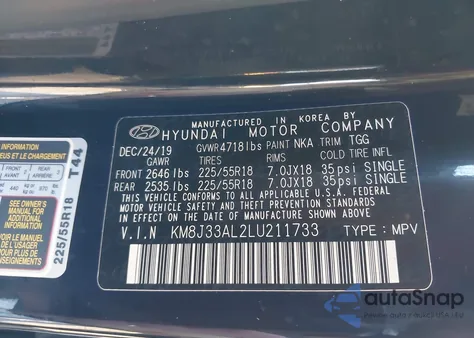 MANUFACTURED IN KOREA BY
HYUNDAI MOTOR COMPANY
DEC/24/19 GVWR4718lbs PAINT NKA TRIM TGG
GAWR TIRE RIMS COLD TIRE INFL
FRONT 2646lbs 225/55R18 7.0JX18 35psi SINGLE
REAR 2535lbs 225/55R18 7.0JX18 35psi SINGLE
THIS VEHICLE CONFORMS TO ALL APPLICABLE U.S.A. FEDERAL
MOTOR VEHICLE SAFETY, BUMPER, AND THEFT PREVENTION
STANDARDS IN EFFECT ON THE DATE OF MANUFACTURE SHOWN ABOVE.
V.I.N KM8J33AL2LU211733 TYPE: MPV
T44
225/55R18
autoSnap